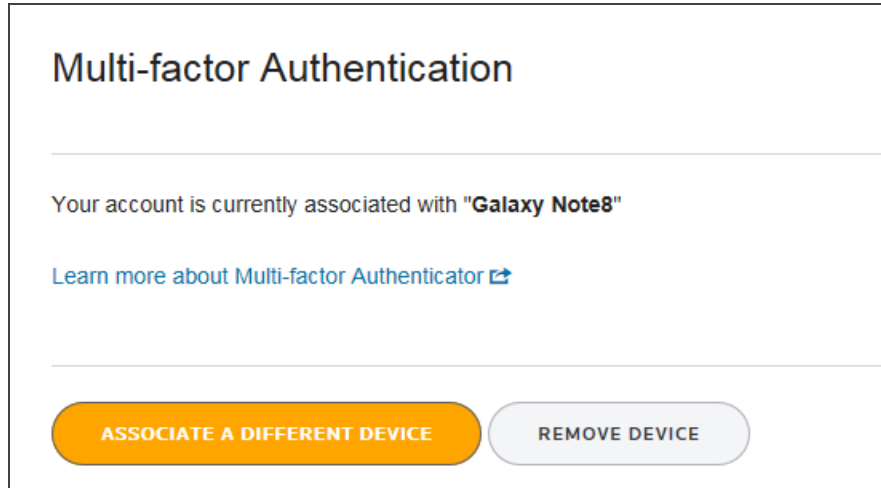 Multi-factor Authentication
Your account is currently associated with "Galaxy Note8"
Learn more about Multi-factor Authenticator
ASSOCIATE A DIFFERENT DEVICE
REMOVE DEVICE